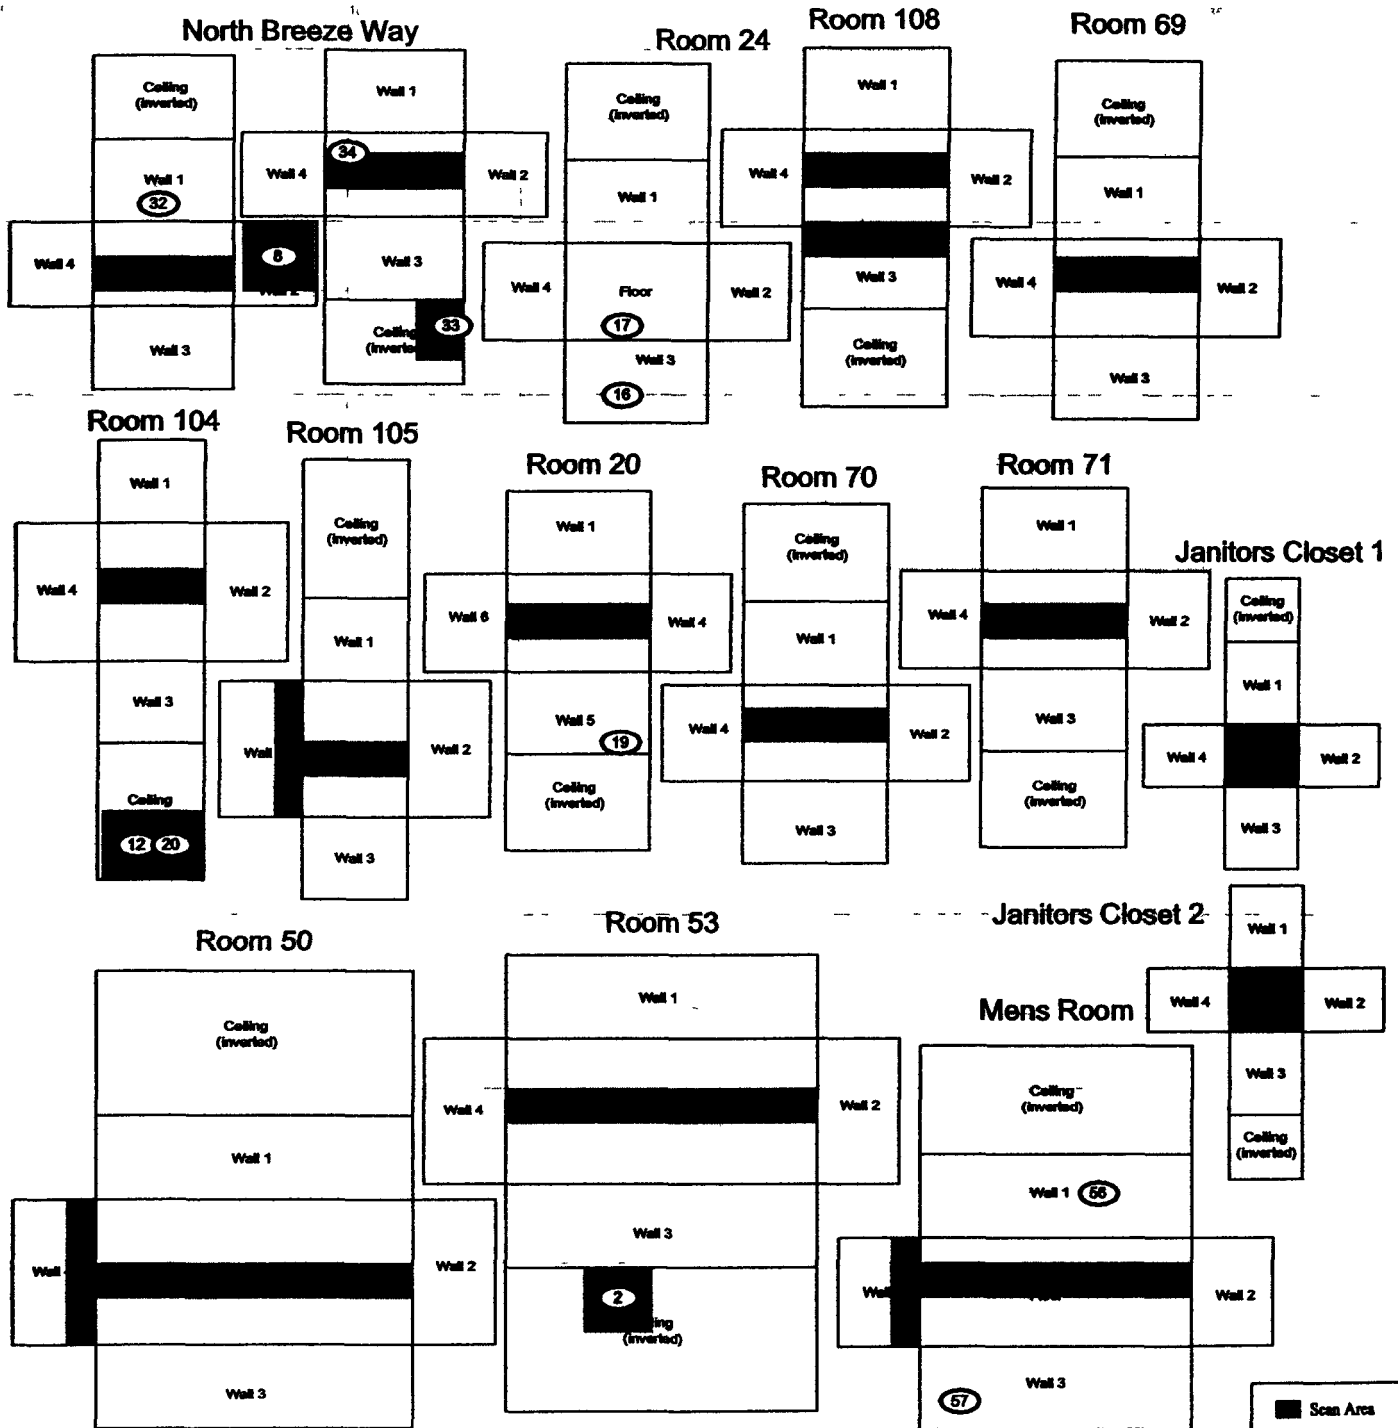 North Breeze Way
Room 24
Room 108
Room 69
Ceiling
(inverted)
Wall 1
32
Wall 4
8
Wall 3
Wall 1
34
Wall 4
Wall 2
Wall 3
Ceiling
33
Ceiling
(inverted)
Wall 1
Wall 4
Floor
Wall 2
17
Wall 3
16
Wall 1
Wall 4
Wall 2
Wall 3
Ceiling
(inverted)
Ceiling
(inverted)
Wall 1
Wall 4
Wall 2
Wall 3
Room 104
Wall 1
Wall 4
Wall 2
Wall 3
Ceiling
12
20
Room 105
Ceiling
(inverted)
Wall 1
Wall
Wall 2
Wall 3
Room 20
Wall 1
Wall 6
Wall 4
Wall 5
19
Ceiling
(inverted)
Room 70
Ceiling
(inverted)
Wall 1
Wall 4
Wall 2
Wall 3
Room 71
Wall 1
Wall 4
Wall 2
Wall 3
Ceiling
(inverted)
Janitors Closet 1
Ceiling
(inverted)
Wall 1
Wall 4
Wall 2
Wall 3
Room 50
Ceiling
(inverted)
Wall 1
Wall
Wall 2
Wall 3
Room 53
Wall 1
Wall 4
Wall 2
Wall 3
2
(inverted)
Janitors Closet 2
Wall 1
Wall 4
Wall 2
Wall 3
Ceiling
(inverted)
Mens Room
Ceiling
(inverted)
Wall 1
56
Wall 2
Wall 3
57
Scan Area